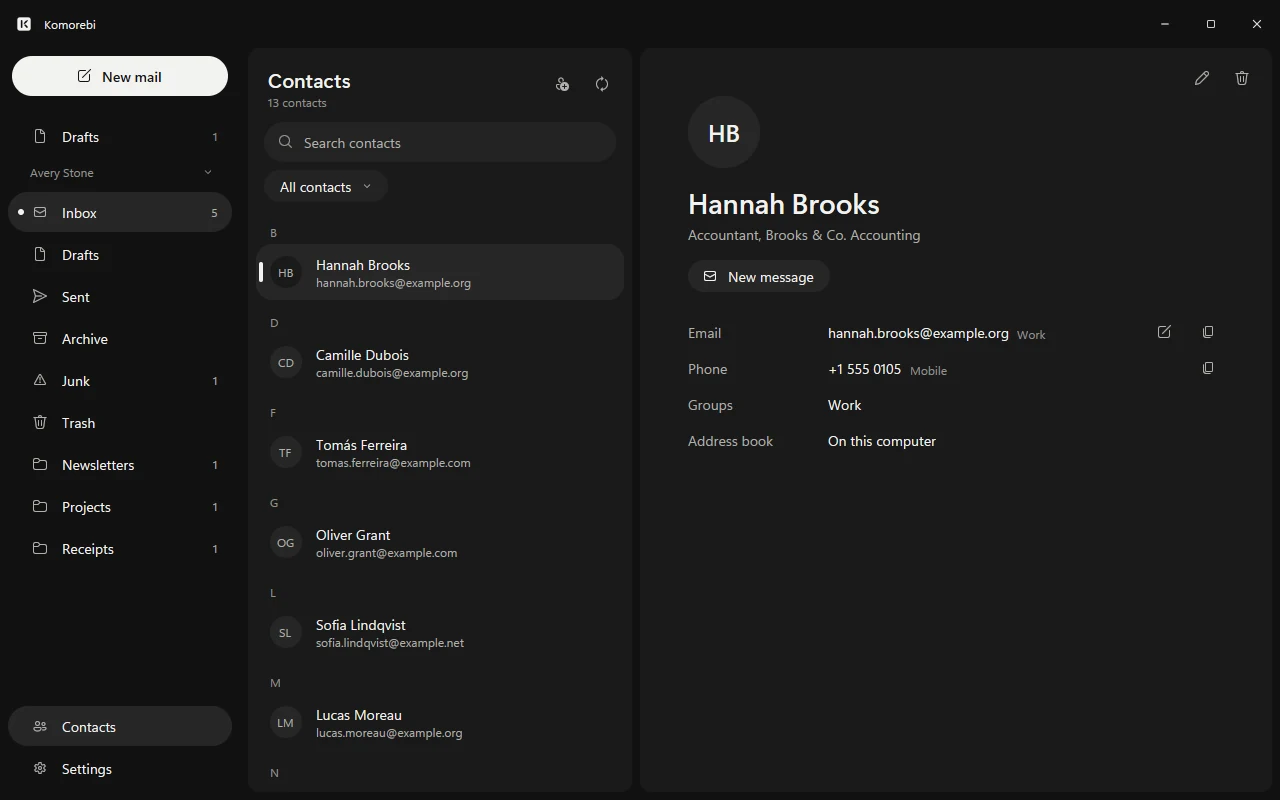 Komorebi
New mail
Drafts 1
Avery Stone
Inbox 5
Drafts
Sent
Archive
Junk 1
Trash
Newsletters 1
Projects 1
Receipts 1
Contacts
Settings
Contacts
13 contacts
Search contacts
All contacts
B
HB
Hannah Brooks
hannah.brooks@example.org
D
CD
Camille Dubois
camille.dubois@example.org
F
TF
Tomás Ferreira
tomas.ferreira@example.com
G
OG
Oliver Grant
oliver.grant@example.com
L
SL
Sofia Lindqvist
sofia.lindqvist@example.net
M
LM
Lucas Moreau
lucas.moreau@example.org
N
HB
Hannah Brooks
Accountant, Brooks & Co. Accounting
New message
Email hannah.brooks@example.org Work
Phone +1 555 0105 Mobile
Groups Work
Address book On this computer